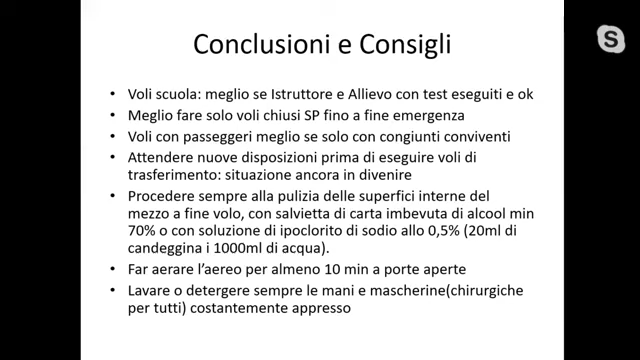 Conclusioni e Consigli
• Voli scuola: meglio se Istruttore e Allievo con test eseguiti e ok
• Meglio fare solo voli chiusi SP fino a fine emergenza
• Voli con passeggeri meglio se solo con congiunti conviventi
• Attendere nuove disposizioni prima di eseguire voli di
trasferimento: situazione ancora in divenire
• Procedere sempre alla pulizia delle superfici interne del
mezzo a fine volo, con salvietta di carta imbevuta di alcool min
70% o con soluzione di ipoclorito di sodio allo 0,5% (20ml di
candeggina i 1000ml di acqua).
• Far aerare l’aereo per almeno 10 min a porte aperte
• Lavare o detergere sempre le mani e mascherine(chirurgiche
per tutti) costantemente appresso
S